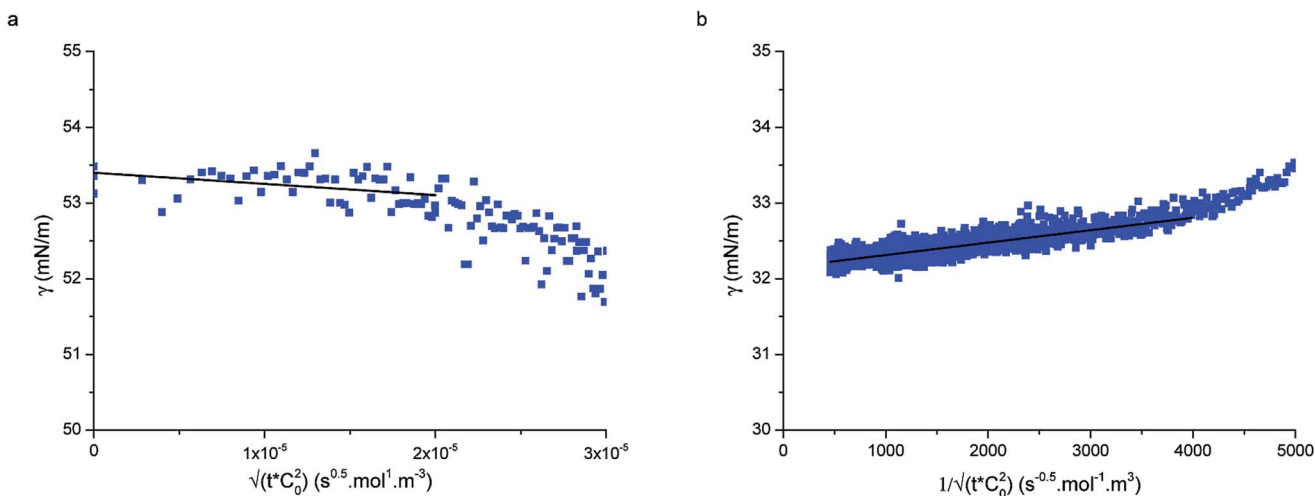 a
55
54
53
52
51
50
γ (mN/m)
0
1x10⁻⁵
2x10⁻⁵
3x10⁻⁵
√(t*C₀²) (s⁰·⁵.mol¹.m⁻³)
b
35
34
33
32
31
30
γ (mN/m)
0
1000
2000
3000
4000
5000
1/√(t*C₀²) (s⁻⁰·⁵.mol⁻¹.m³)